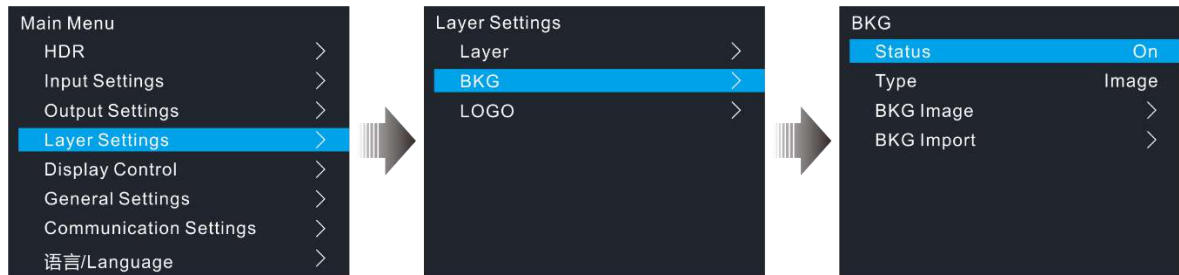 Main Menu
HDR
Input Settings
Output Settings
Layer Settings
Display Control
General Settings
Communication Settings
语言/Language
Layer Settings
Layer
BKG
LOGO
BKG
Status On
Type Image
BKG Image
BKG Import